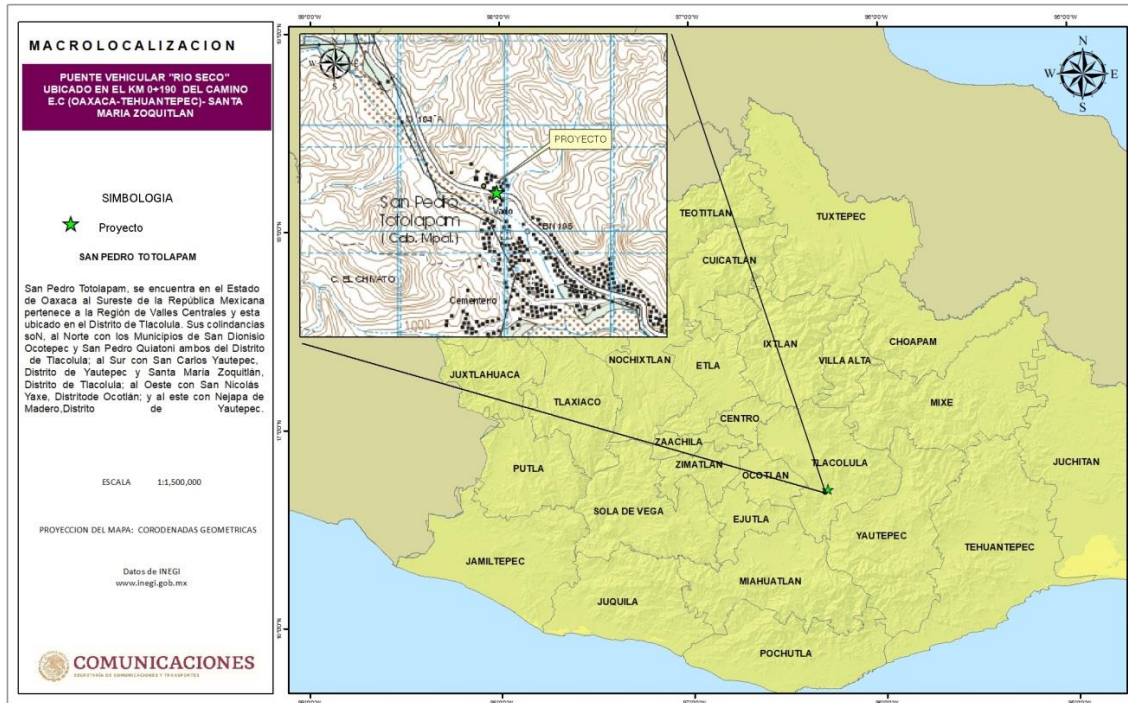 MACROLOCALIZACION
PUENTE VEHICULAR "RIO SECO"
UBICADO EN EL KM 0+190 DEL CAMINO
E.C (OAXACA-TEHUANTEPEC)- SANTA
MARIA ZOQUITLAN
SIMBOLOGIA
Proyecto
SAN PEDRO TOTOLAPAM
San Pedro Totolapam, se encuentra en el Estado
de Oaxaca al Sureste de la República Mexicana
pertenece a la Región de Valles Centrales y esta
ubicado en el Distrito de Tlacolula. Sus colindancias
soN, al Norte con los Municipios de San Dionisio
Ocotepec y San Pedro Quiatoni ambos del Distrito
de Tlacolula; al Sur con San Carlos Yautepec,
Distrito de Yautepec y Santa María Zoquitlán,
Distrito de Tlacolula; al Oeste con San Nicolás
Yaxe, Distritode Ocotlán; y al este con Nejapa de
Madero,Distrito de Yautepec.
ESCALA 1:1,500,000
PROYECCION DEL MAPA: CORODENADAS GEOMETRICAS
Datos de INEGI
www.inegi.gob.mx
COMUNICACIONES
SECRETARÍA DE COMUNICACIONES Y TRANSPORTES
N
W E
S
PROYECTO
San Pedro
Totolapam
(Cab. Mpal.)
Vado
C. EL CHIVATO
Cementerio
1000
N
W E
S
TEOTITLAN
TUXTEPEC
CUICATLAN
IXTLAN
CHOAPAM
NOCHIXTLAN
ETLA
VILLA ALTA
JUXTLAHUACA
TLAXIACO
MIXE
CENTRO
ZAACHILA
TLACOLULA
JUCHITAN
PUTLA
ZIMATLAN
OCOTLAN
SOLA DE VEGA
EJUTLA
YAUTEPEC
TEHUANTEPEC
JAMILTEPEC
MIAHUATLAN
JUQUILA
POCHUTLA